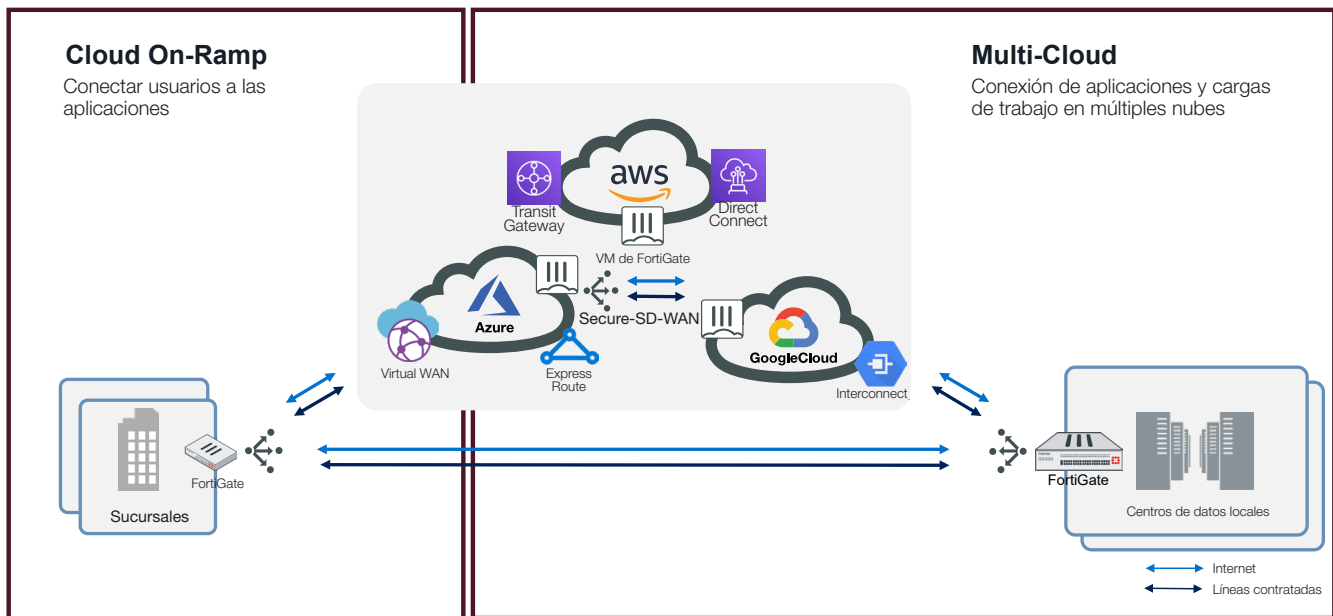 Cloud On-Ramp
Conectar usuarios a las
aplicaciones
Multi-Cloud
Conexión de aplicaciones y cargas
de trabajo en múltiples nubes
aws
Transit
Gateway
Direct
Connect
VM de FortiGate
Azure
Secure-SD-WAN
GoogleCloud
Virtual WAN
Express
Route
Interconnect
FortiGate
Sucursales
FortiGate
Centros de datos locales
Internet
Líneas contratadas